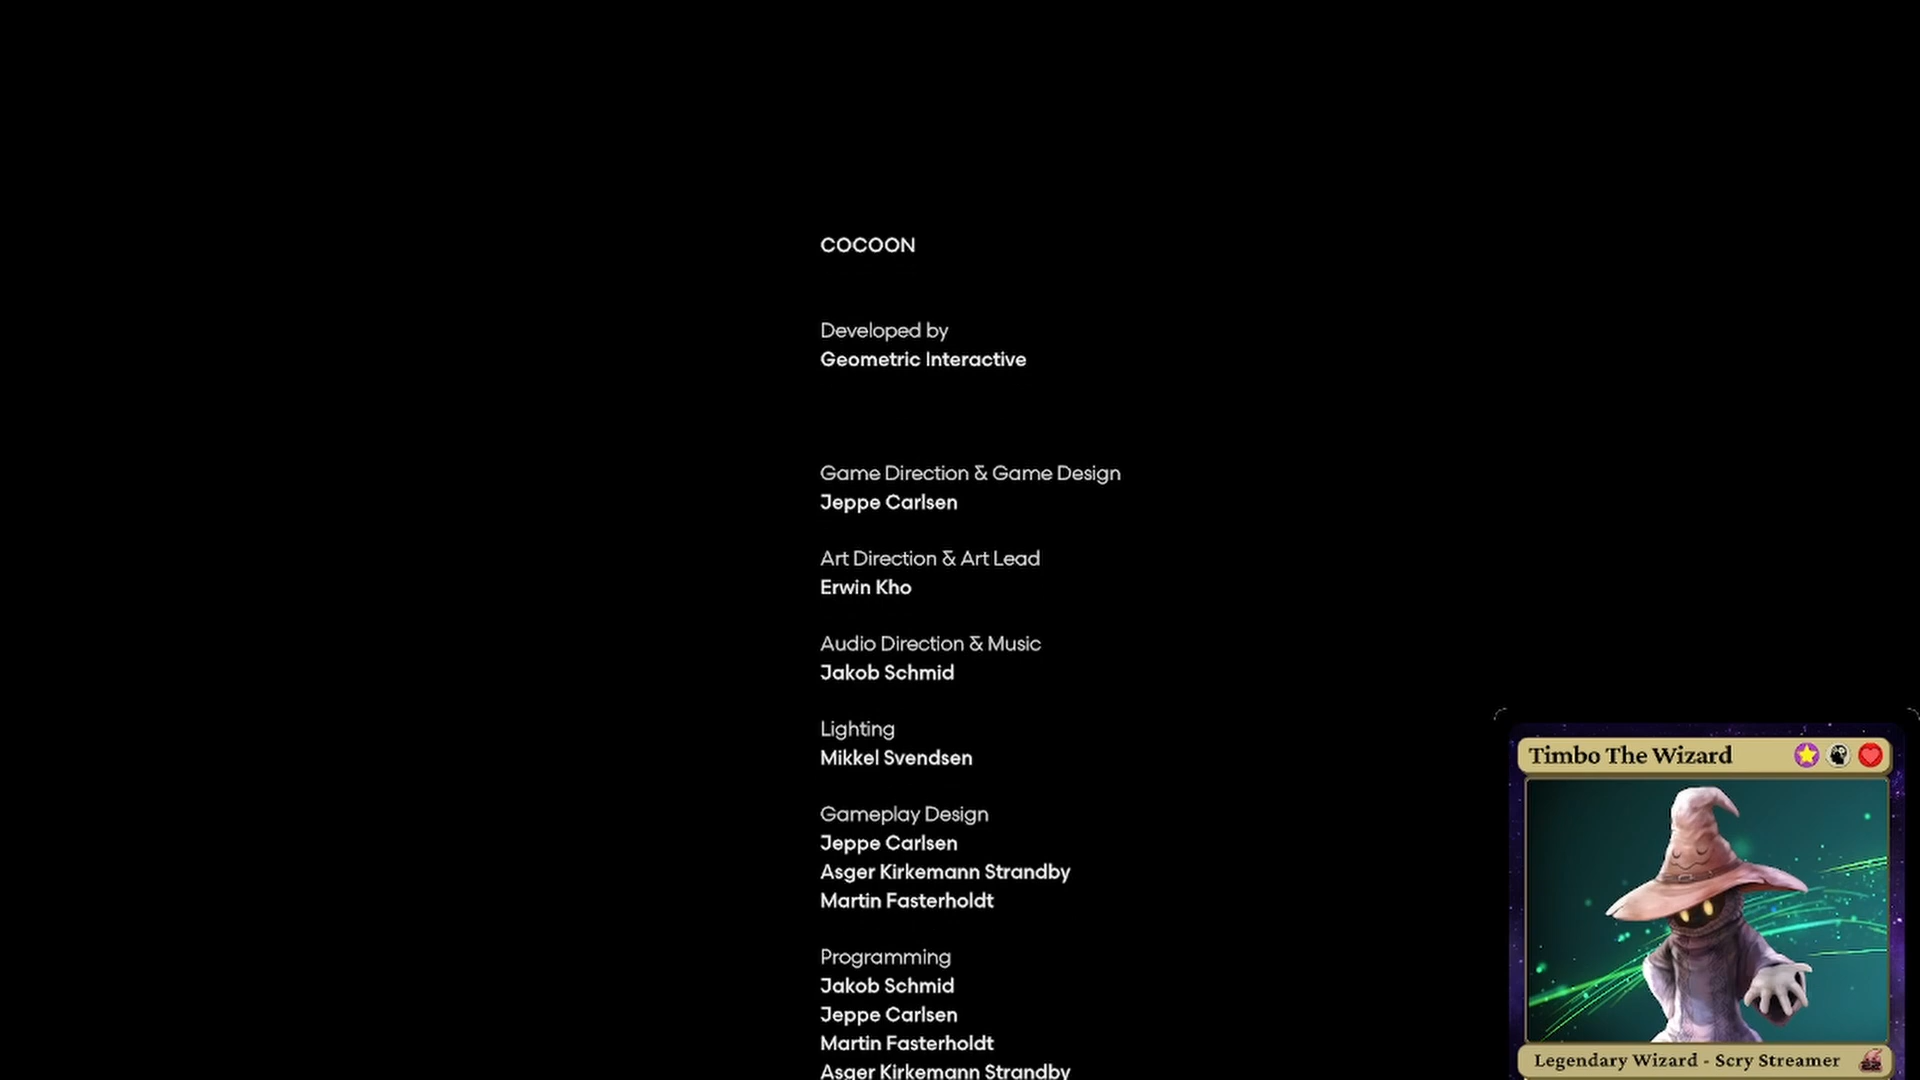 COCOON
Developed by
Geometric Interactive
Game Direction & Game Design
Jeppe Carlsen
Art Direction & Art Lead
Erwin Kho
Audio Direction & Music
Jakob Schmid
Lighting
Mikkel Svendsen
Gameplay Design
Jeppe Carlsen
Asger Kirkemann Strandby
Martin Fasterholdt
Programming
Jakob Schmid
Jeppe Carlsen
Martin Fasterholdt
Asger Kirkemann Strandby
Timbo The Wizard
Legendary Wizard - Scry Streamer